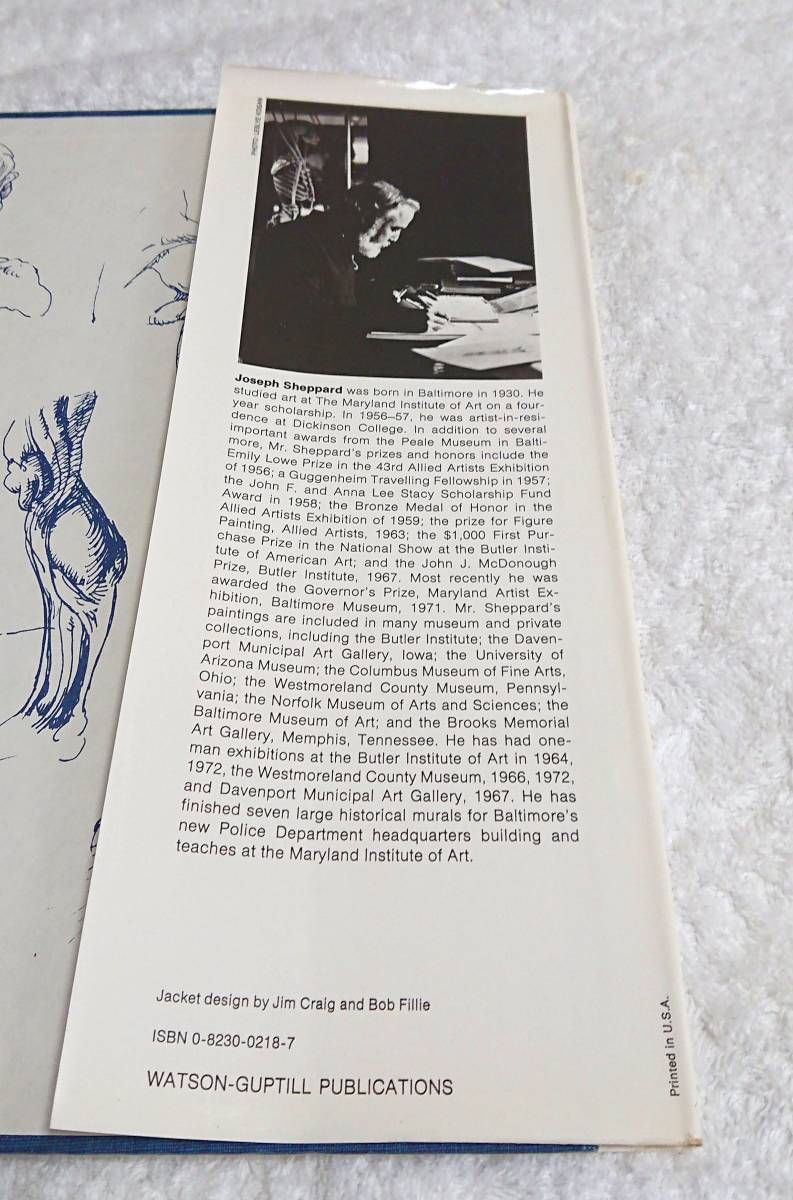 PHOTO: LESLYE KOGAN
Joseph Sheppard was born in Baltimore in 1930. He
studied art at The Maryland Institute of Art on a four-
year scholarship. In 1956–57, he was artist-in-resi-
dence at Dickinson College. In addition to several
important awards from the Peale Museum in Balti-
more, Mr. Sheppard's prizes and honors include the
Emily Lowe Prize in the 43rd Allied Artists Exhibition
of 1956; a Guggenheim Travelling Fellowship in 1957;
the John F. and Anna Lee Stacy Scholarship Fund
Award in 1958; the Bronze Medal of Honor in the
Allied Artists Exhibition of 1959; the prize for Figure
Painting, Allied Artists, 1963; the $1,000 First Pur-
chase Prize in the National Show at the Butler Insti-
tute of American Art; and the John J. McDonough
Prize, Butler Institute, 1967. Most recently he was
awarded the Governor's Prize, Maryland Artist Ex-
hibition, Baltimore Museum, 1971. Mr. Sheppard's
paintings are included in many museum and private
collections, including the Butler Institute; the Daven-
port Municipal Art Gallery, Iowa; the University of
Arizona Museum; the Columbus Museum of Fine Arts,
Ohio; the Westmoreland County Museum, Pennsyl-
vania; the Norfolk Museum of Arts and Sciences; the
Baltimore Museum of Art; and the Brooks Memorial
Art Gallery, Memphis, Tennessee. He has had one-
man exhibitions at the Butler Institute of Art in 1964,
1972, the Westmoreland County Museum, 1966, 1972,
and Davenport Municipal Art Gallery, 1967. He has
finished seven large historical murals for Baltimore's
new Police Department headquarters building and
teaches at the Maryland Institute of Art.
Jacket design by Jim Craig and Bob Fillie
ISBN 0-8230-0218-7
WATSON-GUPTILL PUBLICATIONS
Printed in U.S.A.